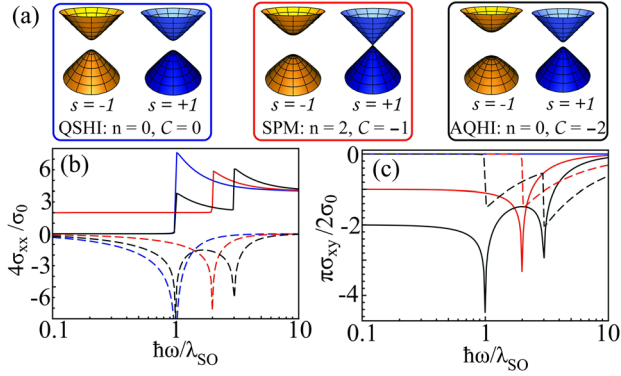 (a)
s = -1 s = +1
QSHI: n = 0, C = 0
s = -1 s = +1
SPM: n = 2, C = −1
s = -1 s = +1
AQHI: n = 0, C = −2
(b)
4σxx/σ0
6
3
0
-3
-6
0.1 1 10
ħω/λSO
(c)
πσxy/2σ0
0
-2
-4
0.1 1 10
ħω/λSO